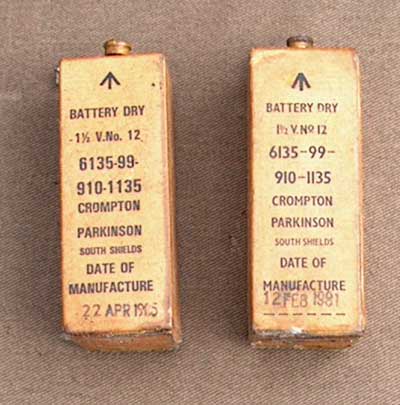 BATTERY DRY
-1½ V. No. 12
6135-99-
910-1135
CROMPTON
PARKINSON
SOUTH SHIELDS
DATE OF
MANUFACTURE
22 APR
BATTERY DRY
1½ V. Nº 12
6135-99-
910-1135
CROMPTON
PARKINSON
SOUTH SHIELDS
DATE OF
MANUFACTURE
12 FEB 1981